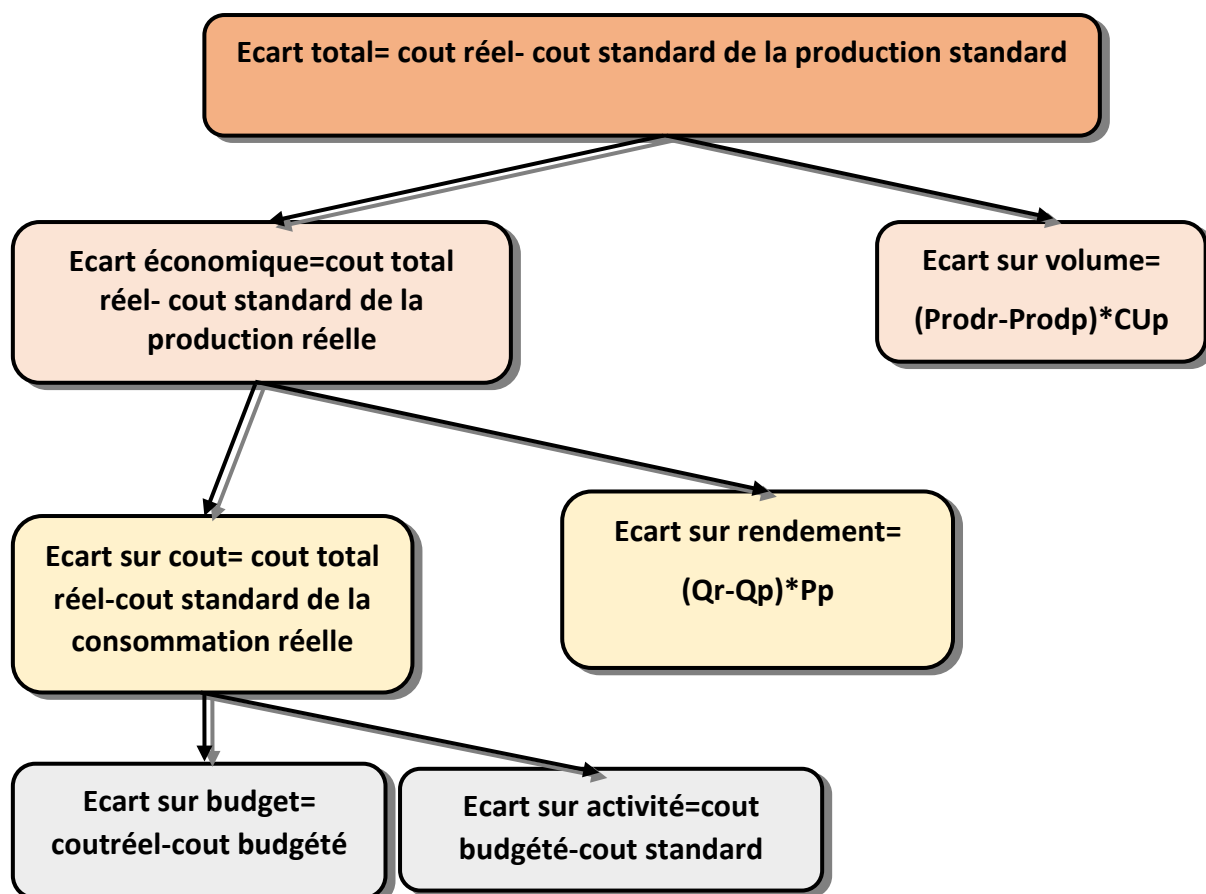 Ecart total= cout réel- cout standard de la production standard
Ecart économique=cout total
réel- cout standard de la
production réelle
Ecart sur volume=
(Prodr-Prodp)*CUp
Ecart sur cout= cout total
réel-cout standard de la
consommation réelle
Ecart sur rendement=
(Qr-Qp)*Pp
Ecart sur budget=
coutréel-cout budgété
Ecart sur activité=cout
budgété-cout standard